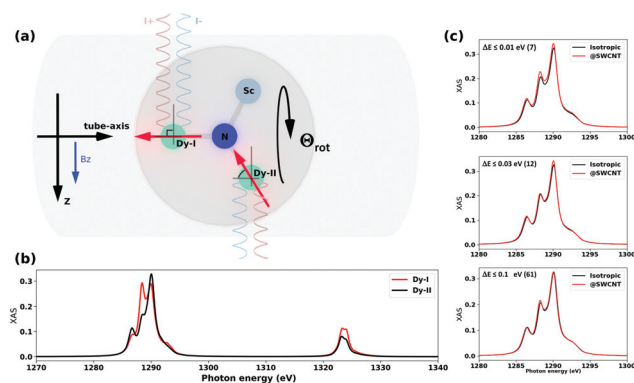 (a)
I+ I-
Sc
tube-axis
N
Dy-I
Θrot
Bz
Dy-II
Z
(b)
XAS
0.3
0.2
0.1
0.0
Dy-I
Dy-II
1270 1280 1290 1300 1310 1320 1330 1340
Photon energy (eV)
(c)
ΔE ≤ 0.01 eV (7)
Isotropic
@SWCNT
XAS
0.3
0.2
0.1
0.0
1280 1285 1290 1295 1300
ΔE ≤ 0.03 eV (12)
Isotropic
@SWCNT
XAS
0.3
0.2
0.1
0.0
1280 1285 1290 1295 1300
ΔE ≤ 0.1 eV (61)
Isotropic
@SWCNT
XAS
0.3
0.2
0.1
0.0
1280 1285 1290 1295 1300
Photon energy (eV)